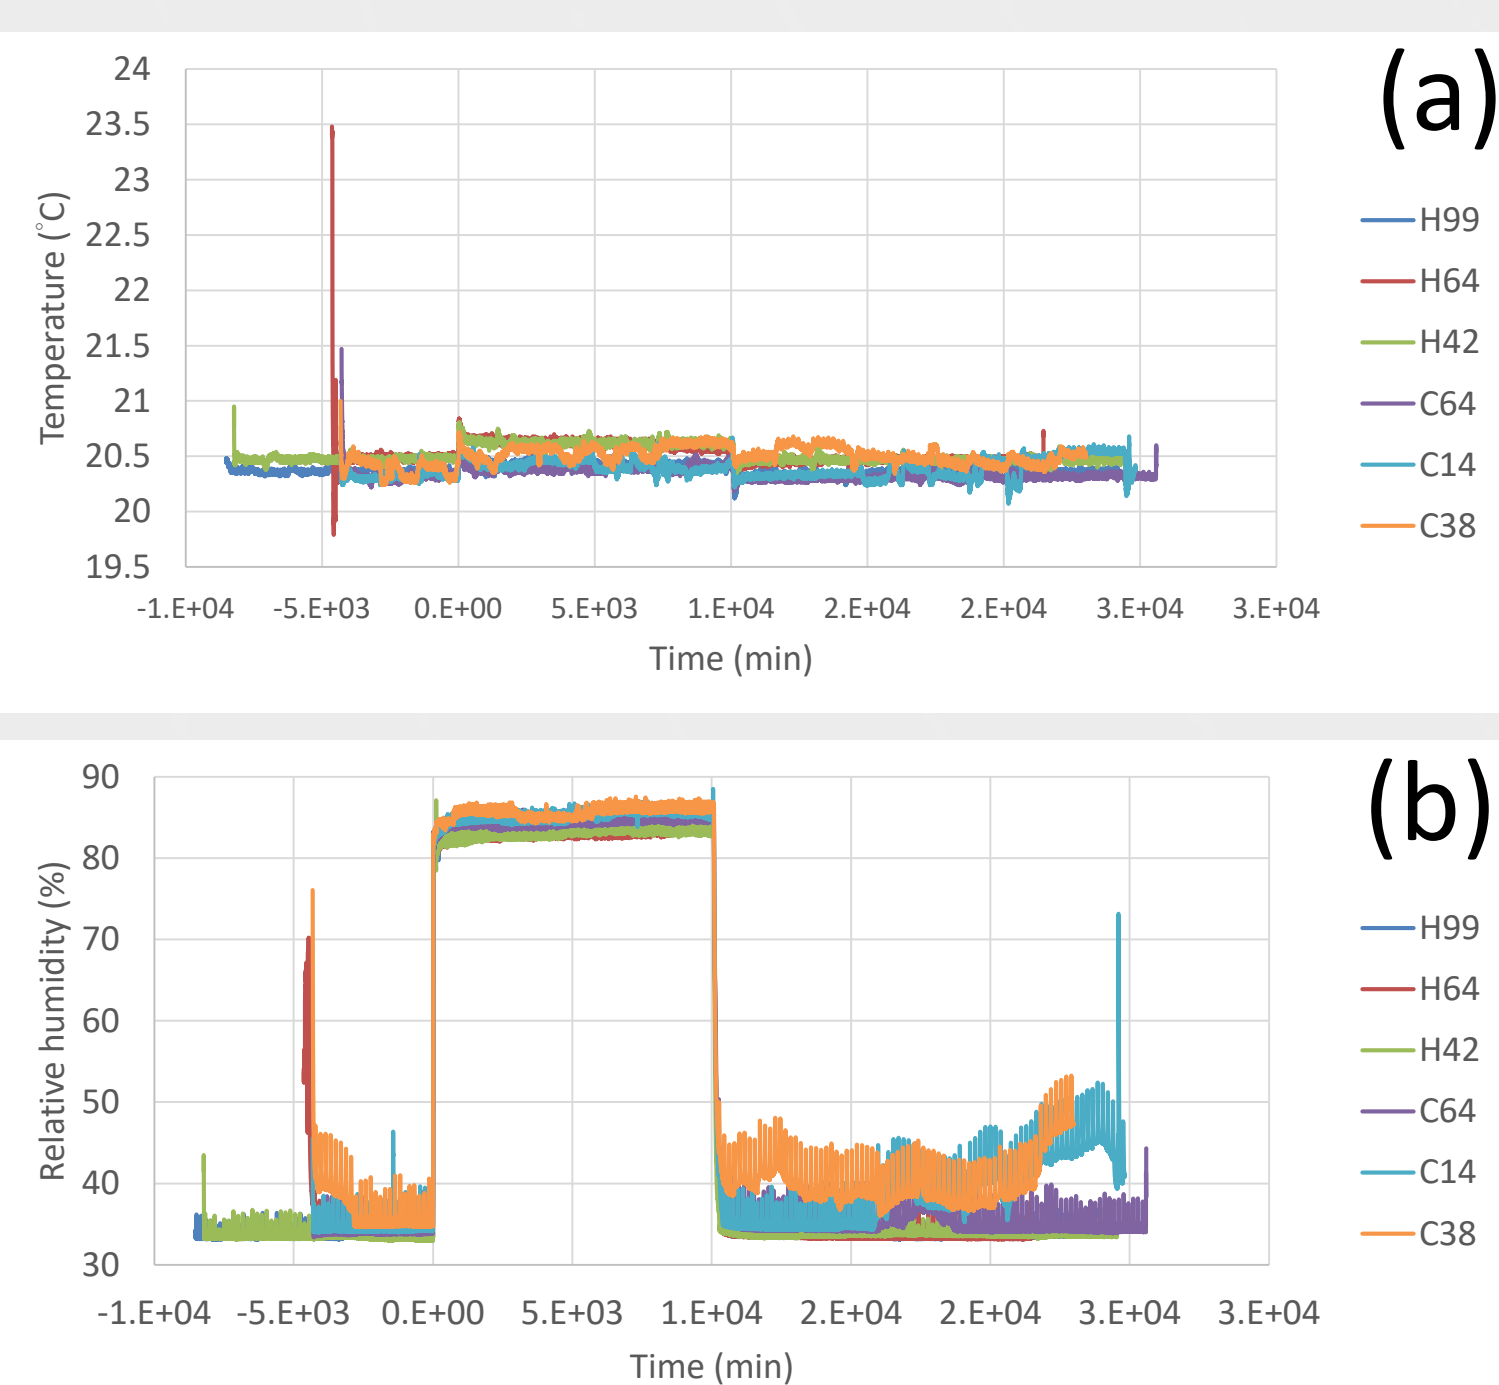 (a)
24
23.5
23
22.5
22
21.5
21
20.5
20
19.5
Temperature (°C)
-1.E+04 -5.E+03 0.E+00 5.E+03 1.E+04 2.E+04 2.E+04 3.E+04 3.E+04
Time (min)
H99
H64
H42
C64
C14
C38
(b)
90
80
70
60
50
40
30
Relative humidity (%)
-1.E+04 -5.E+03 0.E+00 5.E+03 1.E+04 2.E+04 2.E+04 3.E+04 3.E+04
Time (min)
H99
H64
H42
C64
C14
C38